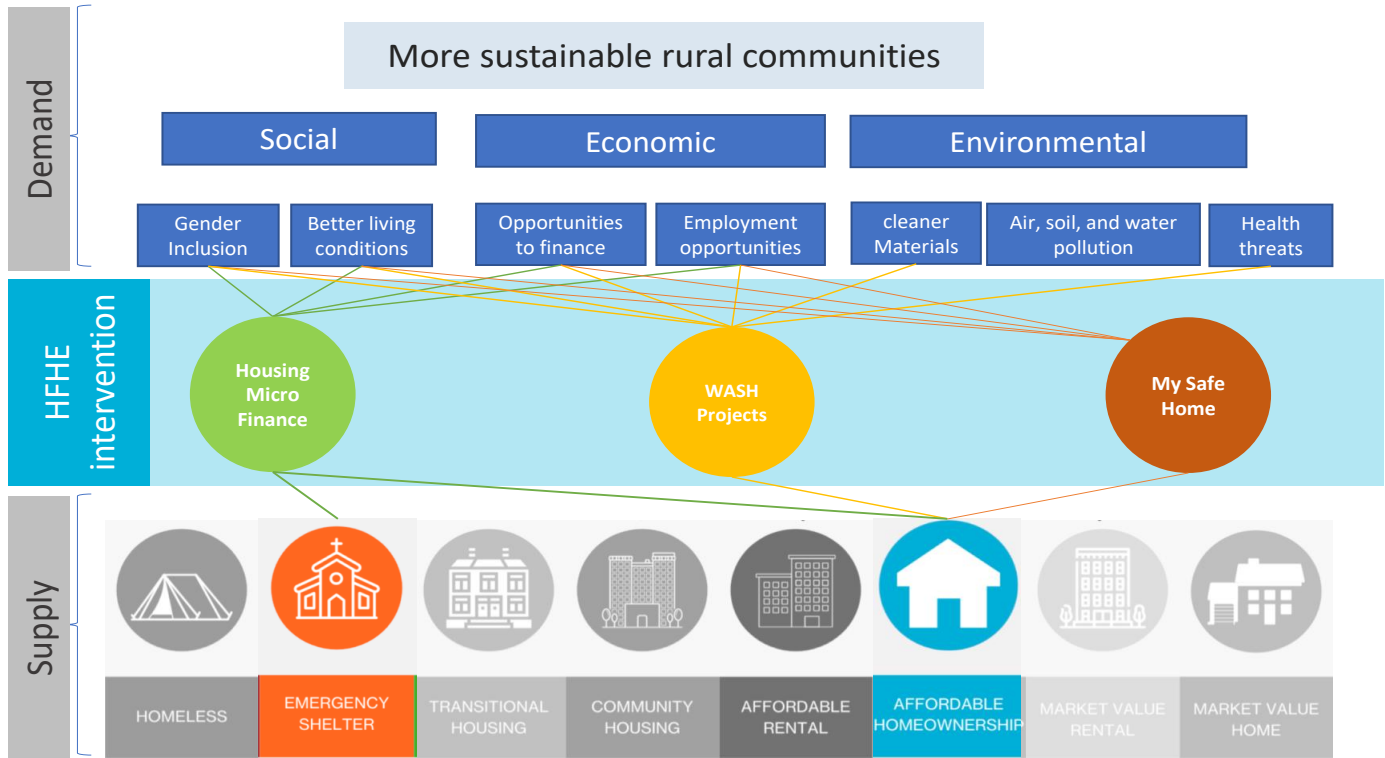 Demand
More sustainable rural communities
Social
Economic
Environmental
Gender
Inclusion
Better living
conditions
Opportunities
to finance
Employment
opportunities
cleaner
Materials
Air, soil, and water
pollution
Health
threats
HFHE
intervention
Housing
Micro
Finance
WASH
Projects
My Safe
Home
Supply
HOMELESS
EMERGENCY
SHELTER
TRANSITIONAL
HOUSING
COMMUNITY
HOUSING
AFFORDABLE
RENTAL
AFFORDABLE
HOMEOWNERSHIP
MARKET VALUE
RENTAL
MARKET VALUE
HOME